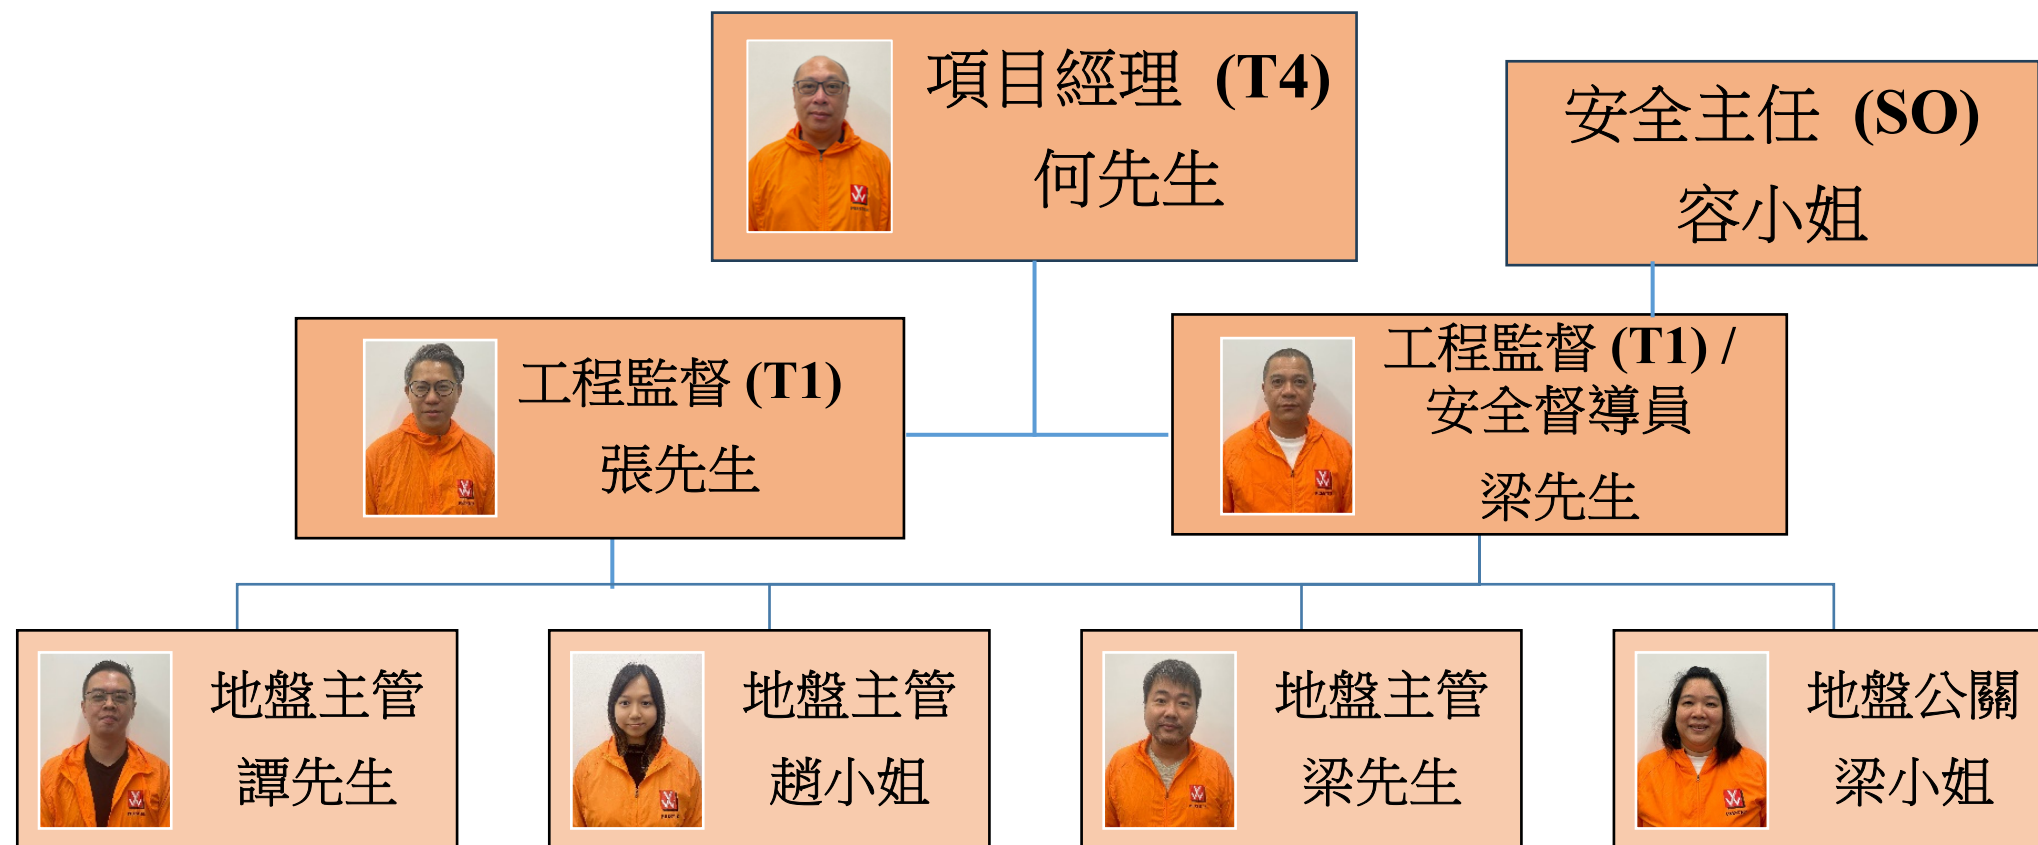 項目經理 (T4)
何先生
安全主任 (SO)
容小姐
工程監督 (T1)
張先生
工程監督 (T1) /
安全督導員
梁先生
地盤主管
譚先生
地盤主管
趙小姐
地盤主管
梁先生
地盤公關
梁小姐